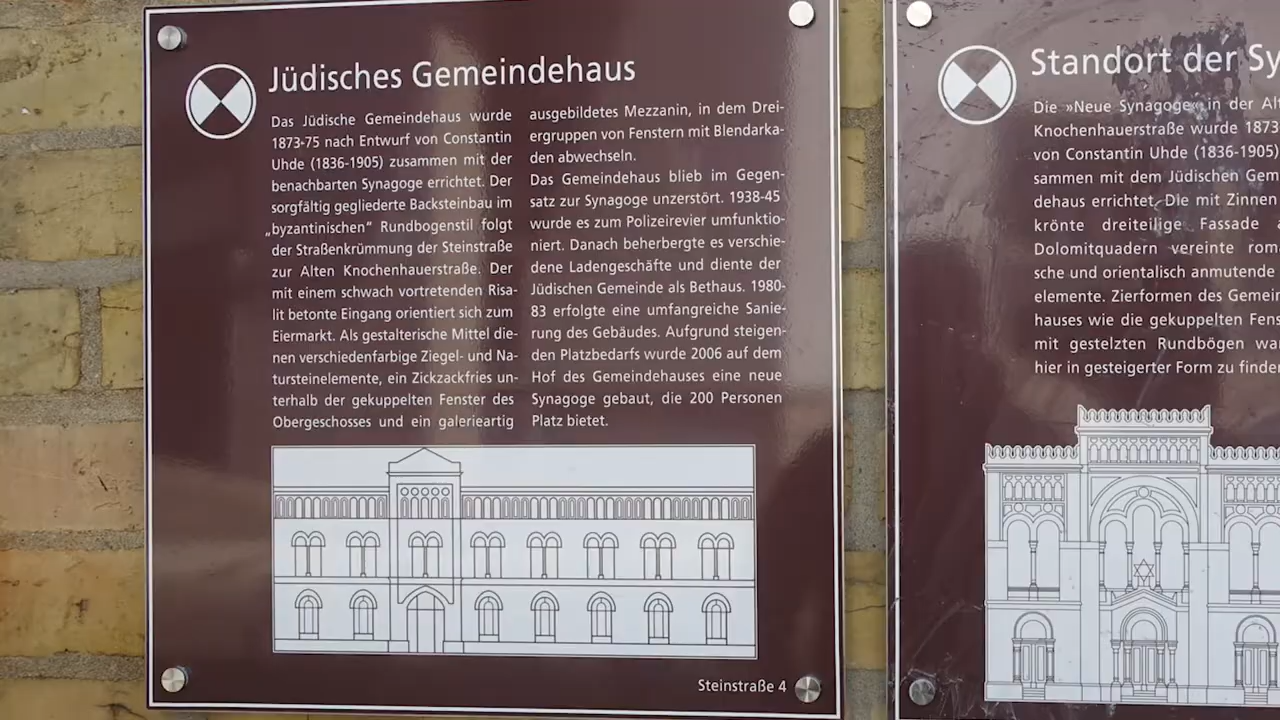 Jüdisches Gemeindehaus
Das Jüdische Gemeindehaus wurde
1873-75 nach Entwurf von Constantin
Uhde (1836-1905) zusammen mit der
benachbarten Synagoge errichtet. Der
sorgfältig gegliederte Backsteinbau im
„byzantinischen“ Rundbogenstil folgt
der Straßenkrümmung der Steinstraße
zur Alten Knochenhauerstraße. Der
mit einem schwach vortretenden Risa-
lit betonte Eingang orientiert sich zum
Eiermarkt. Als gestalterische Mittel die-
nen verschiedenfarbige Ziegel- und Na-
tursteinelemente, ein Zickzackfries un-
terhalb der gekuppelten Fenster des
Obergeschosses und ein galerieartig
ausgebildetes Mezzanin, in dem Drei-
ergruppen von Fenstern mit Blendarka-
den abwechseln.
Das Gemeindehaus blieb im Gegen-
satz zur Synagoge unzerstört. 1938-45
wurde es zum Polizeirevier umfunktio-
niert. Danach beherbergte es verschie-
dene Ladengeschäfte und diente der
Jüdischen Gemeinde als Bethaus. 1980-
83 erfolgte eine umfangreiche Sanie-
rung des Gebäudes. Aufgrund steigen-
den Platzbedarfs wurde 2006 auf dem
Hof des Gemeindehauses eine neue
Synagoge gebaut, die 200 Personen
Platz bietet.
Steinstraße 4
Standort der Sy
Die »Neue Synagoge« in der Al
Knochenhauerstraße wurde 1873
von Constantin Uhde (1836-1905)
sammen mit dem Jüdischen Gem
dehaus errichtet. Die mit Zinnen
krönte dreiteilige Fassade
Dolomitquadern vereinte rom
sche und orientalisch anmutende
elemente. Zierformen des Gemein
hauses wie die gekuppelten Fens
mit gestelzten Rundbögen wa
hier in gesteigerter Form zu finden